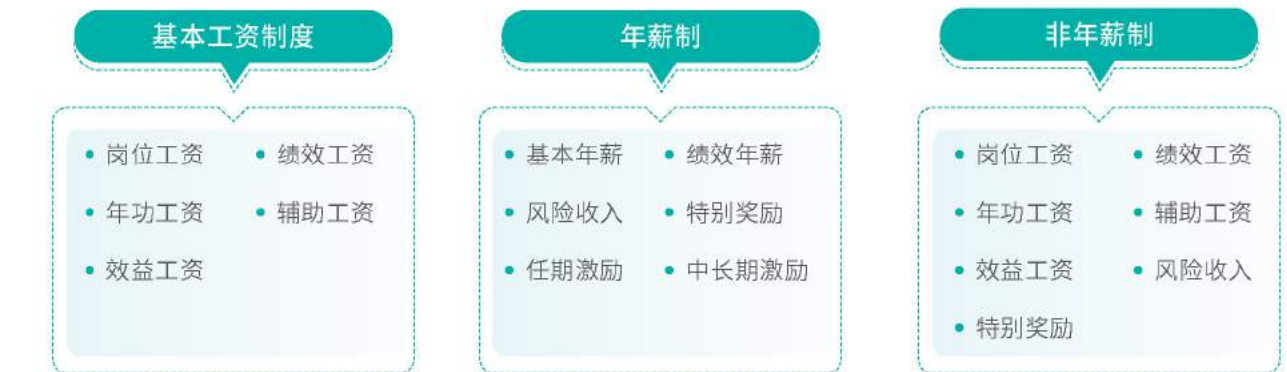 基本工资制度
岗位工资 绩效工资
年功工资 辅助工资
效益工资
年薪制
基本年薪 绩效年薪
风险收入 特别奖励
任期激励 中长期激励
非年薪制
岗位工资 绩效工资
年功工资 辅助工资
效益工资 风险收入
特别奖励